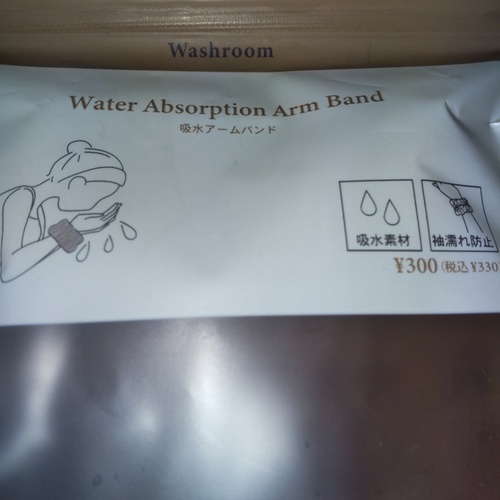 Washroom
Water Absorption Arm Band
吸水アームバンド
吸水素材
袖濡れ防止
¥300(税込 ¥330